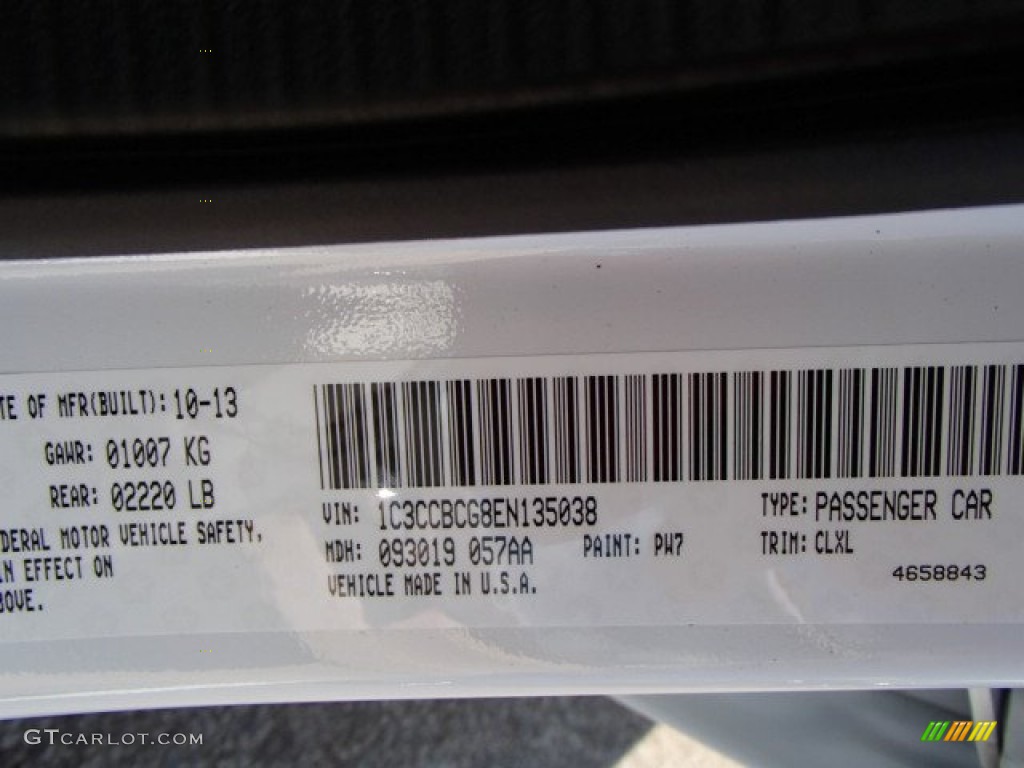 TE OF MFR(BUILT): 10-13
GAWR: 01007 KG
REAR: 02220 LB
DERAL MOTOR VEHICLE SAFETY,
IN EFFECT ON
BOVE.
VIN: 1C3CCBCG8EN135038
TYPE: PASSENGER CAR
MDH: 093019 057AA
PAINT: PW7
TRIM: CLXL
VEHICLE MADE IN U.S.A.
4658843
GTCARLOT.COM